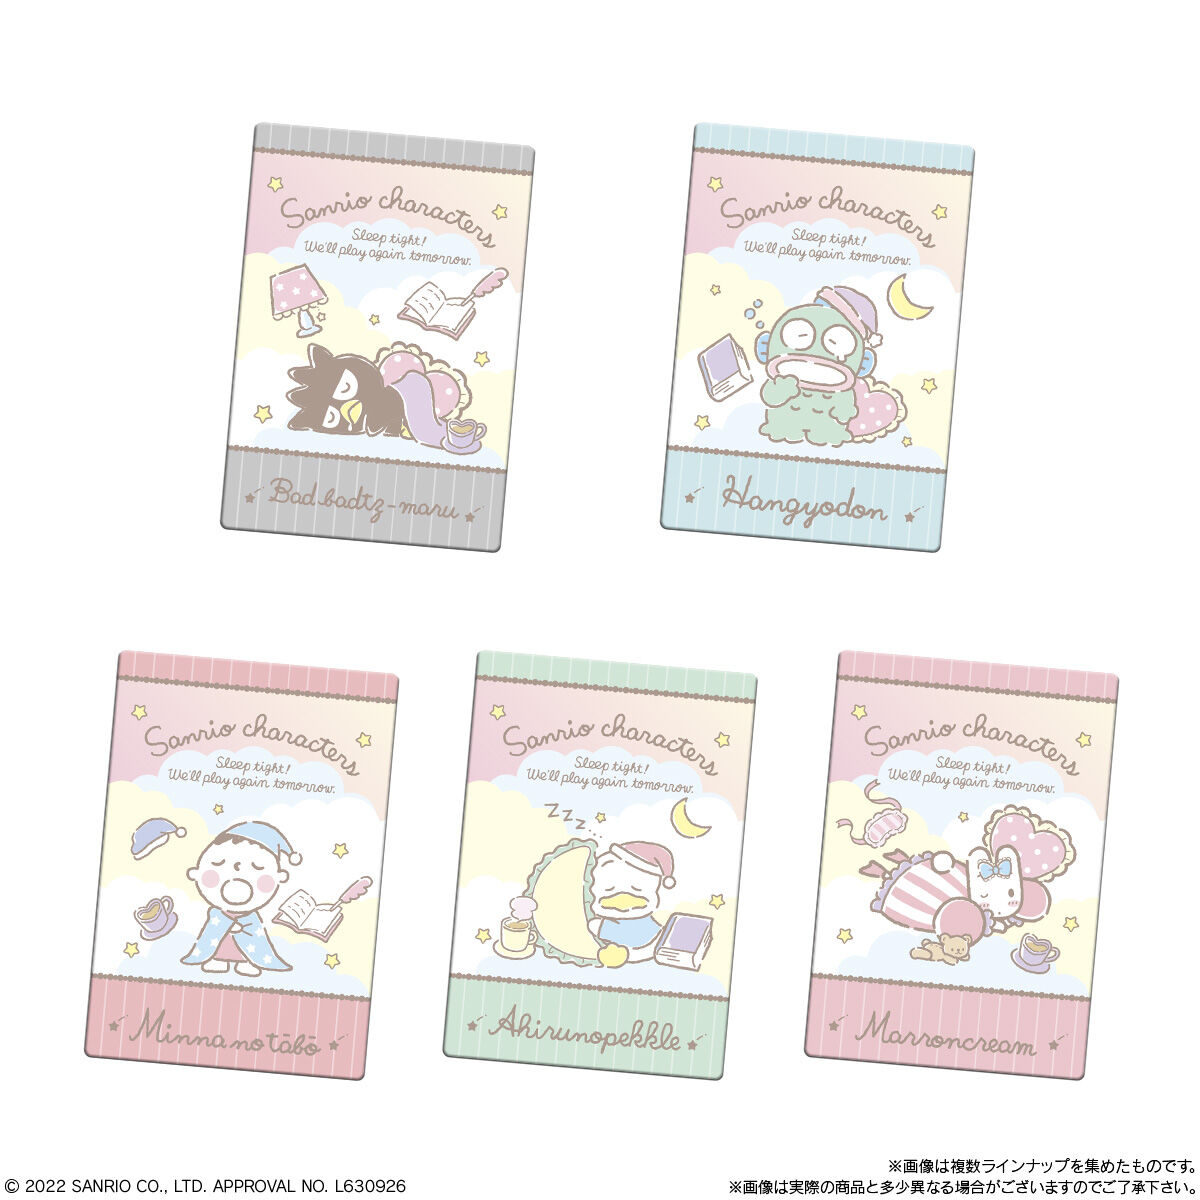 Sanrio characters
Sleep tight!
We'll play again tomorrow.
Bad badtz-maru
Sanrio characters
Sleep tight!
We'll play again tomorrow.
Hangyodon
Sanrio characters
Sleep tight!
We'll play again tomorrow.
Minna no tābō
Sanrio characters
Sleep tight!
We'll play again tomorrow.
zzz...
Ahirunopekkle
Sanrio characters
Sleep tight!
We'll play again tomorrow.
Marroncream
※画像は複数ラインナップを集めたものです。
© 2022 SANRIO CO., LTD. APPROVAL NO. L630926
※画像は実際の商品と多少異なる場合がございますのでご了承下さい。